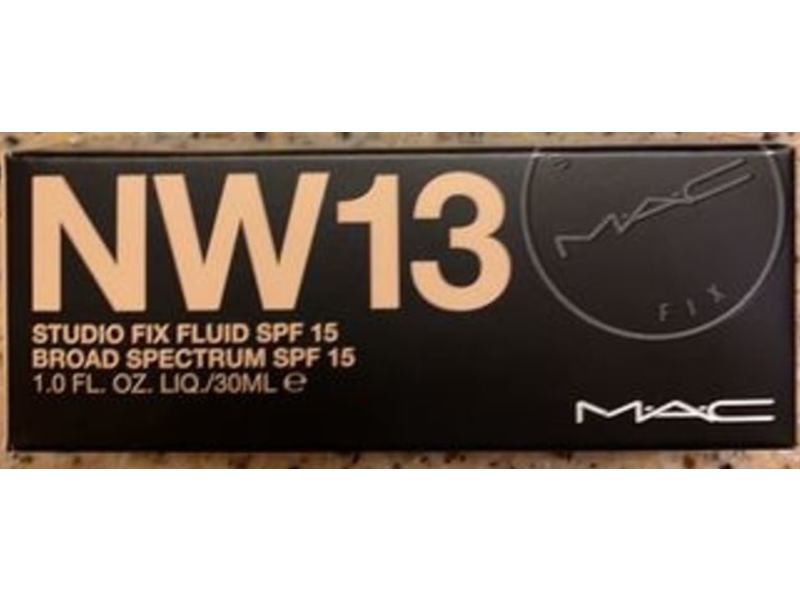 NW13
STUDIO FIX FLUID SPF 15
BROAD SPECTRUM SPF 15
1.0 FL. OZ. LIQ./30ML ℮
M·A·C
FIX
M·A·C